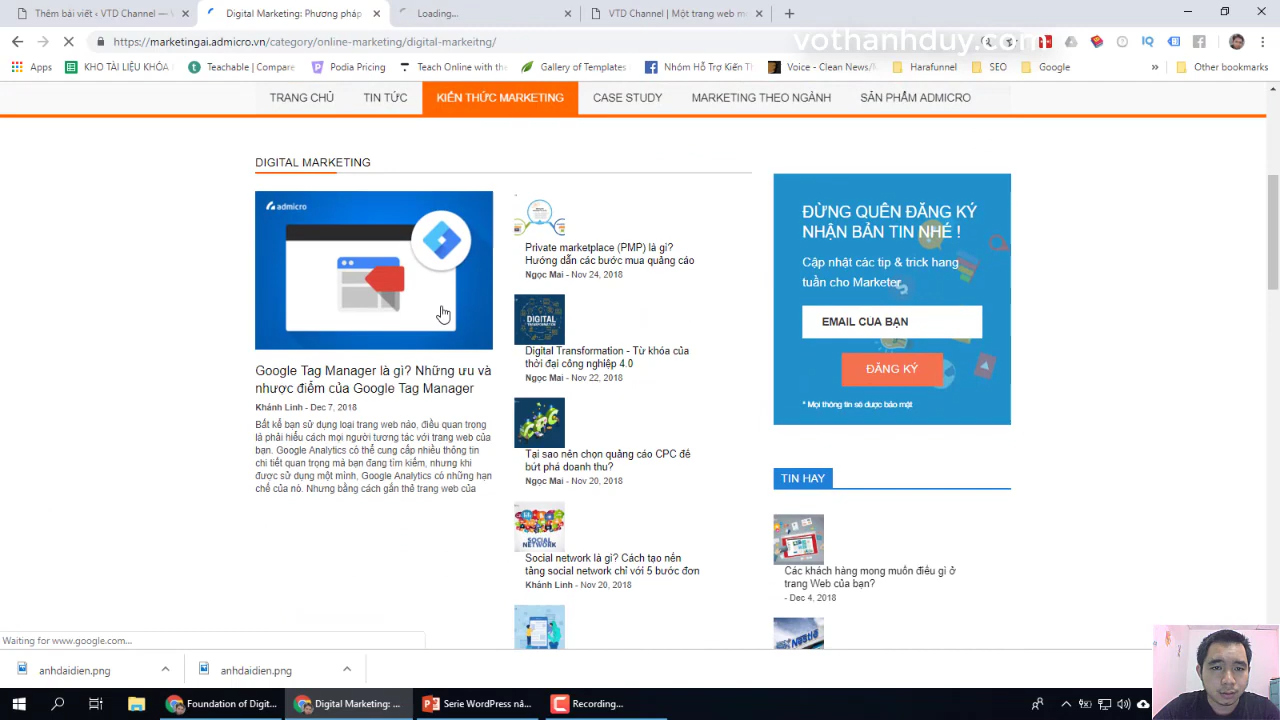 Admicr
Digital Marketing: Phương pháp
Loading...
VTD Channel | Một trang web m
https://marketingai.admicro.vn/category/online-marketing/digital-markeitng/
vothanhduy.com
Apps
KHO TÀI LIỆU KHÓA
Teachable | Compare
Podia Pricing
Teach Online with the
Gallery of Templates
Nhóm Hỗ Trợ Kiến Th
Voice - Clean News/
Harafunnel
SEO
Google
Other bookmarks
TRANG CHỦ
TIN TỨC
KIẾN THỨC MARKETING
CASE STUDY
MARKETING THEO NGÀNH
SẢN PHẨM ADMICRO
DIGITAL MARKETING
admicro
Google Tag Manager là gì? Những ưu và
nhược điểm của Google Tag Manager
Khánh Linh - Dec 7, 2018
Bất kể bạn sử dụng loại trang web nào, điều quan trọng
là phải hiểu cách mọi người tương tác với trang web của
bạn. Google Analytics có thể cung cấp nhiều thông tin
chi tiết quan trọng mà bạn đang tìm kiếm, nhưng khi
được sử dụng một mình, Google Analytics có những hạn
chế của nó. Nhưng bằng cách gắn thẻ trang web của
Private marketplace (PMP) là gì?
Hướng dẫn các bước mua quảng cáo
Ngọc Mai - Nov 24, 2018
DIGITAL
TRANSFORMATION
Digital Transformation - Từ khóa của
thời đại công nghiệp 4.0
Ngọc Mai - Nov 22, 2018
Tại sao nên chọn quảng cáo CPC để
bứt phá doanh thu?
Ngọc Mai - Nov 20, 2018
SOCIAL
NETWORK
Social network là gì? Cách tạo nền
tảng social network chỉ với 5 bước đơn
Khánh Linh - Nov 20, 2018
ĐỪNG QUÊN ĐĂNG KÝ
NHẬN BẢN TIN NHÉ !
Cập nhật các tip & trick hang
tuần cho Marketer
EMAIL CUA BẠN
ĐĂNG KÝ
* Mọi thông tin sẽ được bảo mật
TIN HAY
Các khách hàng mong muốn điều gì ở
trang Web của bạn?
- Dec 4, 2018
Nestlé
Waiting for www.google.com...
anhdaidien.png
anhdaidien.png
Foundation of Digit...
Digital Marketing: ...
Serie WordPress nâ...
Recording...